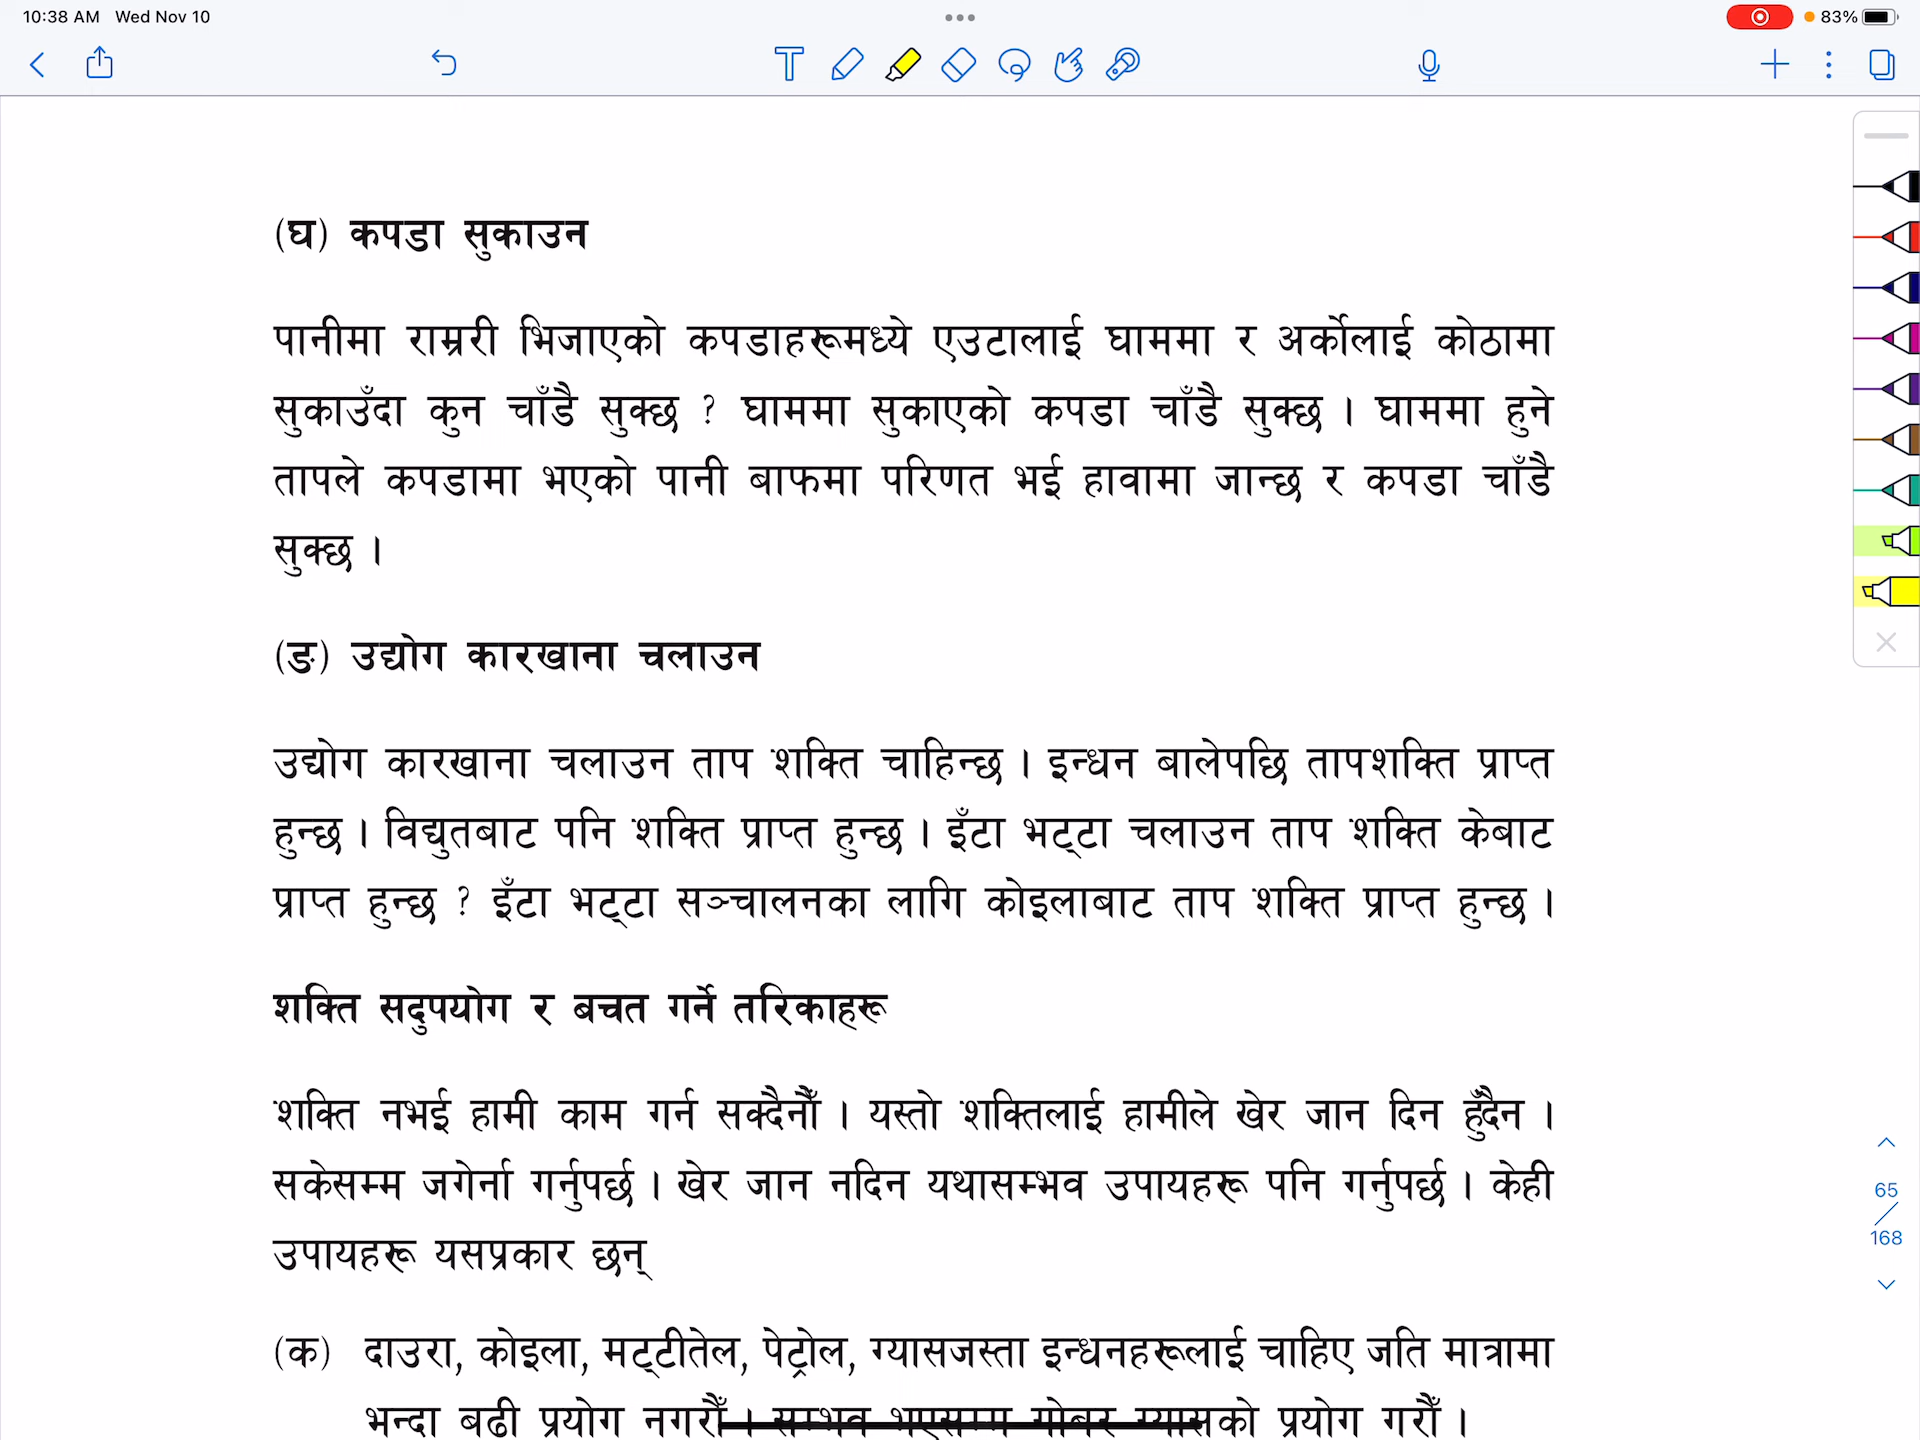 10:38 AM Wed Nov 10
83%
(घ) कपडा सुकाउन
पानीमा राम्ररी भिजाएको कपडाहरूमध्ये एउटालाई घाममा र अर्कोलाई कोठामा
सुकाउँदा कुन चाँडै सुक्छ ? घाममा सुकाएको कपडा चाँडै सुक्छ । घाममा हुने
तापले कपडामा भएको पानी बाफमा परिणत भई हावामा जान्छ र कपडा चाँडै
सुक्छ ।
(ङ) उद्योग कारखाना चलाउन
उद्योग कारखाना चलाउन ताप शक्ति चाहिन्छ । इन्धन बालेपछि तापशक्ति प्राप्त
हुन्छ । विद्युतबाट पनि शक्ति प्राप्त हुन्छ । इँटा भट्टा चलाउन ताप शक्ति केबाट
प्राप्त हुन्छ ? इँटा भट्टा सञ्चालनका लागि कोइलाबाट ताप शक्ति प्राप्त हुन्छ ।
शक्ति सदुपयोग र बचत गर्ने तरिकाहरू
शक्ति नभई हामी काम गर्न सक्दैनौँ । यस्तो शक्तिलाई हामीले खेर जान दिन हुँदैन ।
सकेसम्म जगेर्ना गर्नुपर्छ । खेर जान नदिन यथासम्भव उपायहरू पनि गर्नुपर्छ । केही
उपायहरू यसप्रकार छन्
65
168
(क) दाउरा, कोइला, मट्टीतेल, पेट्रोल, ग्यासजस्ता इन्धनहरूलाई चाहिए जति मात्रामा
भन्दा बढी प्रयोग नगरौँ । सम्भव भएसम्म गोबर ग्यासको प्रयोग गरौँ ।